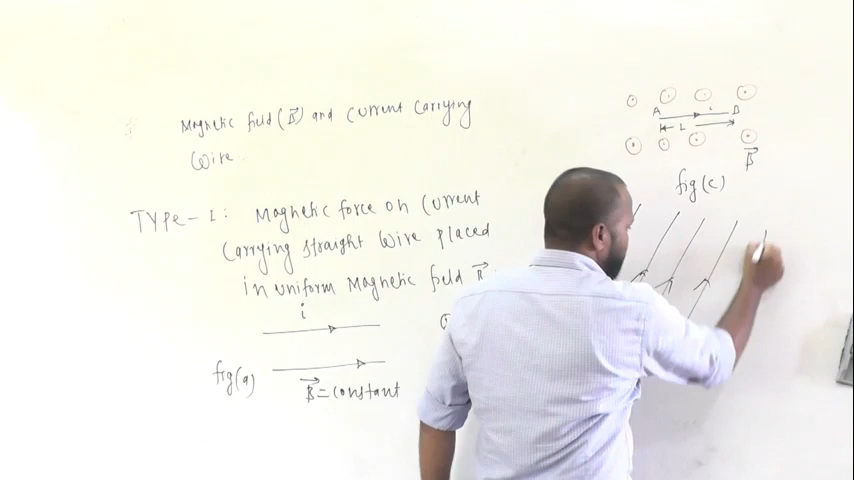 Magnetic field (B) and current carrying
wire
TYPE-1: Magnetic force on current
carrying straight wire placed
in uniform magnetic field B
i
fig(a)
B = constant
A i B
L
B
fig(c)